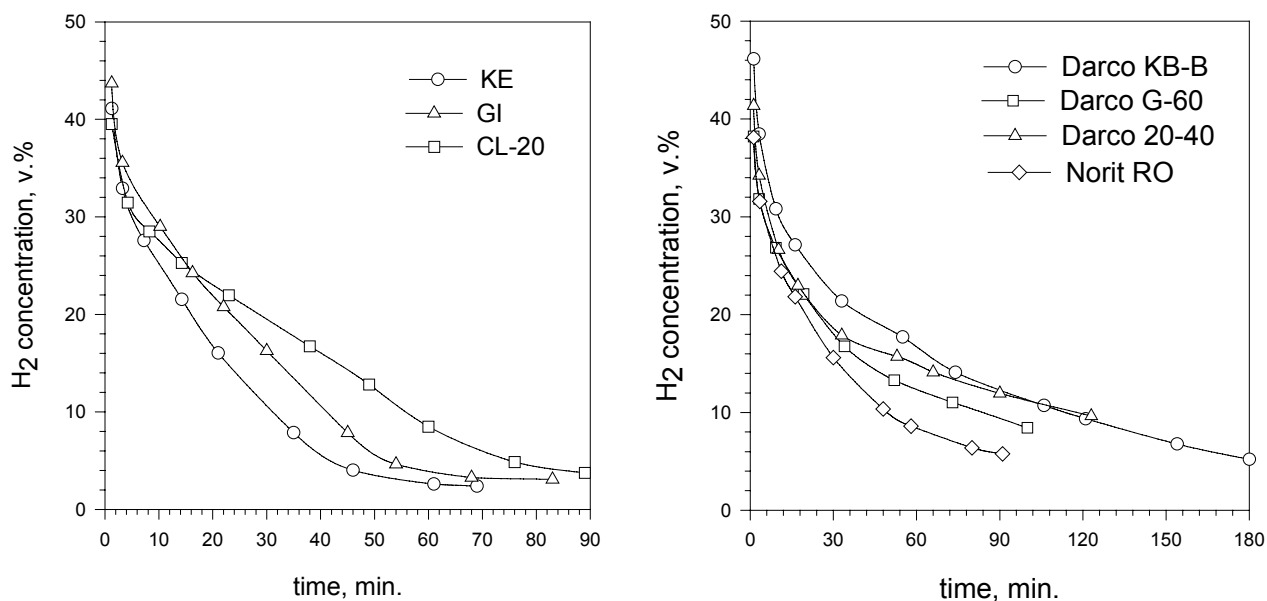 50
40
30
20
10
0
H2 concentration, v.%
0 10 20 30 40 50 60 70 80 90
time, min.
KE
GI
CL-20
50
40
30
20
10
0
H2 concentration, v.%
0 30 60 90 120 150 180
time, min.
Darco KB-B
Darco G-60
Darco 20-40
Norit RO